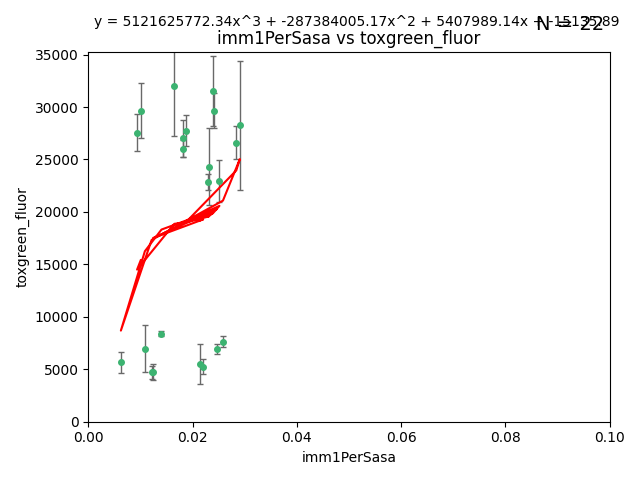 y = 5121625772.34x^3 + -287384005.17x^2 + 5407989.14x + -15135.89
N = 22
imm1PerSasa vs toxgreen_fluor
35000
30000
25000
20000
15000
10000
5000
0
toxgreen_fluor
0.00 0.02 0.04 0.06 0.08 0.10
imm1PerSasa